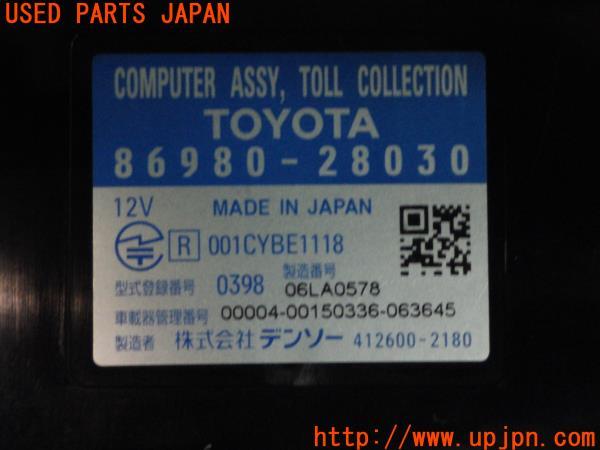 USED PARTS JAPAN
COMPUTER ASSY, TOLL COLLECTION
TOYOTA
86980-28030
12V MADE IN JAPAN
R 001CYBE1118
型式登録番号 0398 製造番号 06LA0578
車載器管理番号 00004-00150336-063645
製造者 株式会社 デンソー 412600-2180
http://www.upjpn.com